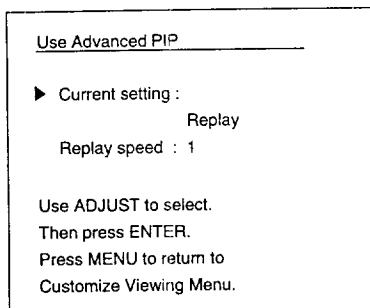 Use Advanced PIP
▶ Current setting :
Replay
Replay speed : 1
Use ADJUST to select.
Then press ENTER.
Press MENU to return to
Customize Viewing Menu.